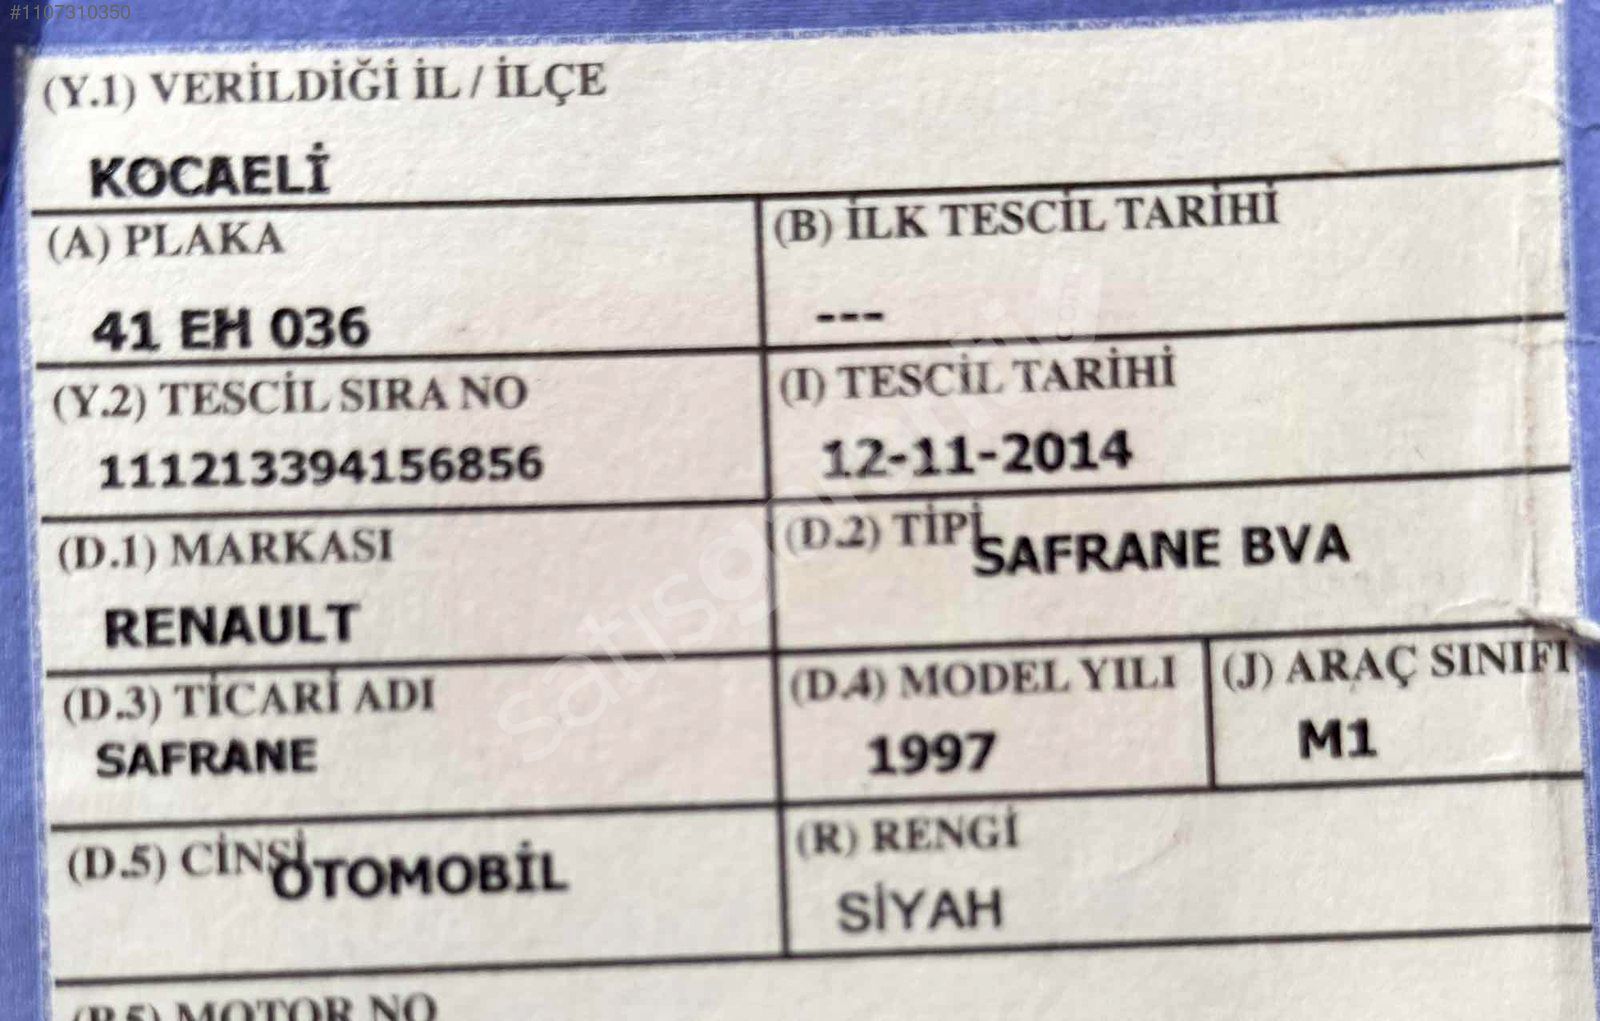 #1107310350
(Y.1) VERİLDİĞİ İL / İLÇE
KOCAELİ
(A) PLAKA
41 EH 036
(B) İLK TESCİL TARİHİ
---
(Y.2) TESCİL SIRA NO
111213394156856
(I) TESCİL TARİHİ
12-11-2014
(D.1) MARKASI
RENAULT
(D.2) TİPİ
SAFRANE BVA
(D.3) TİCARİ ADI
SAFRANE
(D.4) MODEL YILI
1997
(J) ARAÇ SINIFI
M1
(D.5) CİNSİ
OTOMOBİL
(R) RENGİ
SİYAH
(P.5) MOTOR NO